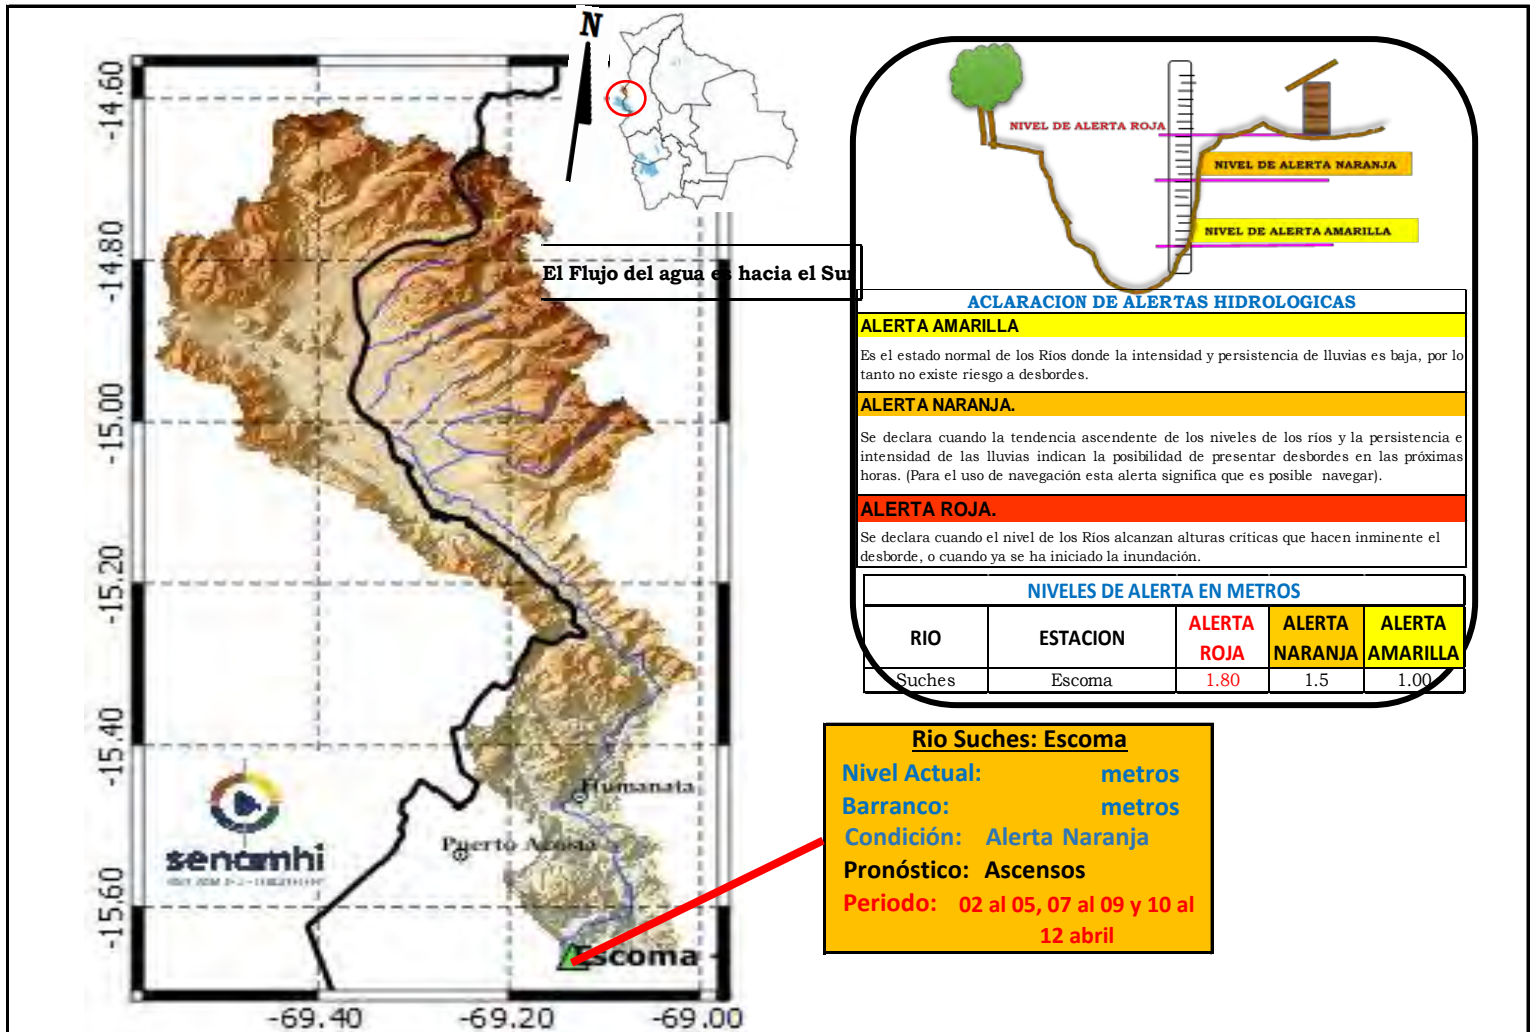 N
-14.60
-14.80
-15.00
-15.20
-15.40
-15.60
-69.40
-69.20
-69.00
El Flujo del agua es hacia el Sur
Humanata
Puerto Acosta
Escoma
senamhi
NIVEL DE ALERTA ROJA
NIVEL DE ALERTA NARANJA
NIVEL DE ALERTA AMARILLA
ACLARACION DE ALERTAS HIDROLOGICAS
ALERTA AMARILLA
Es el estado normal de los Ríos donde la intensidad y persistencia de lluvias es baja, por lo
tanto no existe riesgo a desbordes.
ALERTA NARANJA.
Se declara cuando la tendencia ascendente de los niveles de los ríos y la persistencia e
intensidad de las lluvias indican la posibilidad de presentar desbordes en las próximas
horas. (Para el uso de navegación esta alerta significa que es posible navegar).
ALERTA ROJA.
Se declara cuando el nivel de los Ríos alcanzan alturas críticas que hacen inminente el
desborde, o cuando ya se ha iniciado la inundación.
NIVELES DE ALERTA EN METROS
RIO ESTACION ALERTA ROJA ALERTA NARANJA ALERTA AMARILLA
Suches Escoma 1.80 1.5 1.00
Rio Suches: Escoma
Nivel Actual: metros
Barranco: metros
Condición: Alerta Naranja
Pronóstico: Ascensos
Periodo: 02 al 05, 07 al 09 y 10 al
12 abril